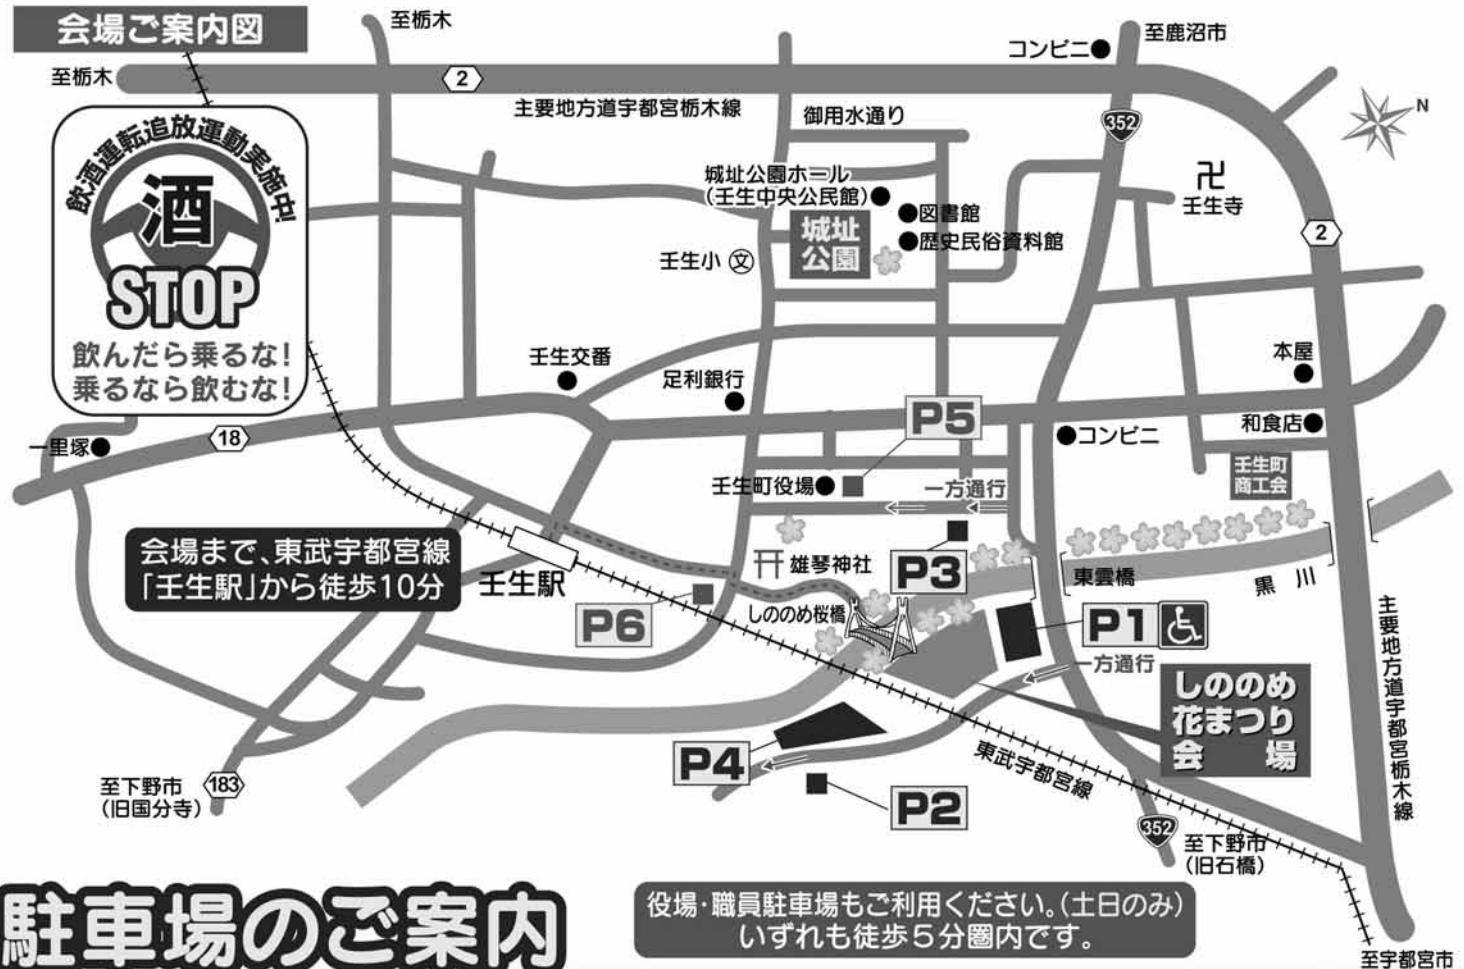 会場ご案内図
至栃木
至栃木
2
主要地方道宇都宮栃木線
コンビニ
至鹿沼市
352
N
御用水通り
飲酒運転追放運動実施中!
酒
STOP
飲んだら乗るな!
乗るなら飲むな!
城址公園ホール
(壬生中央公民館)
図書館
歴史民俗資料館
城址
公園
壬生小
文
卍
壬生寺
2
壬生交番
足利銀行
本屋
一里塚
18
P5
コンビニ
和食店
壬生町
商工会
壬生町役場
一方通行
会場まで、東武宇都宮線
「壬生駅」から徒歩10分
壬生駅
雄琴神社
P3
東雲橋
黒川
P6
しののめ桜橋
P1
一方通行
しののめ
花まつり
会場
主要地方道宇都宮栃木線
P4
P2
東武宇都宮線
至下野市
(旧国分寺)
183
352
至下野市
(旧石橋)
駐車場のご案内
役場・職員駐車場もご利用ください。(土日のみ)
いずれも徒歩5分圏内です。
至宇都宮市